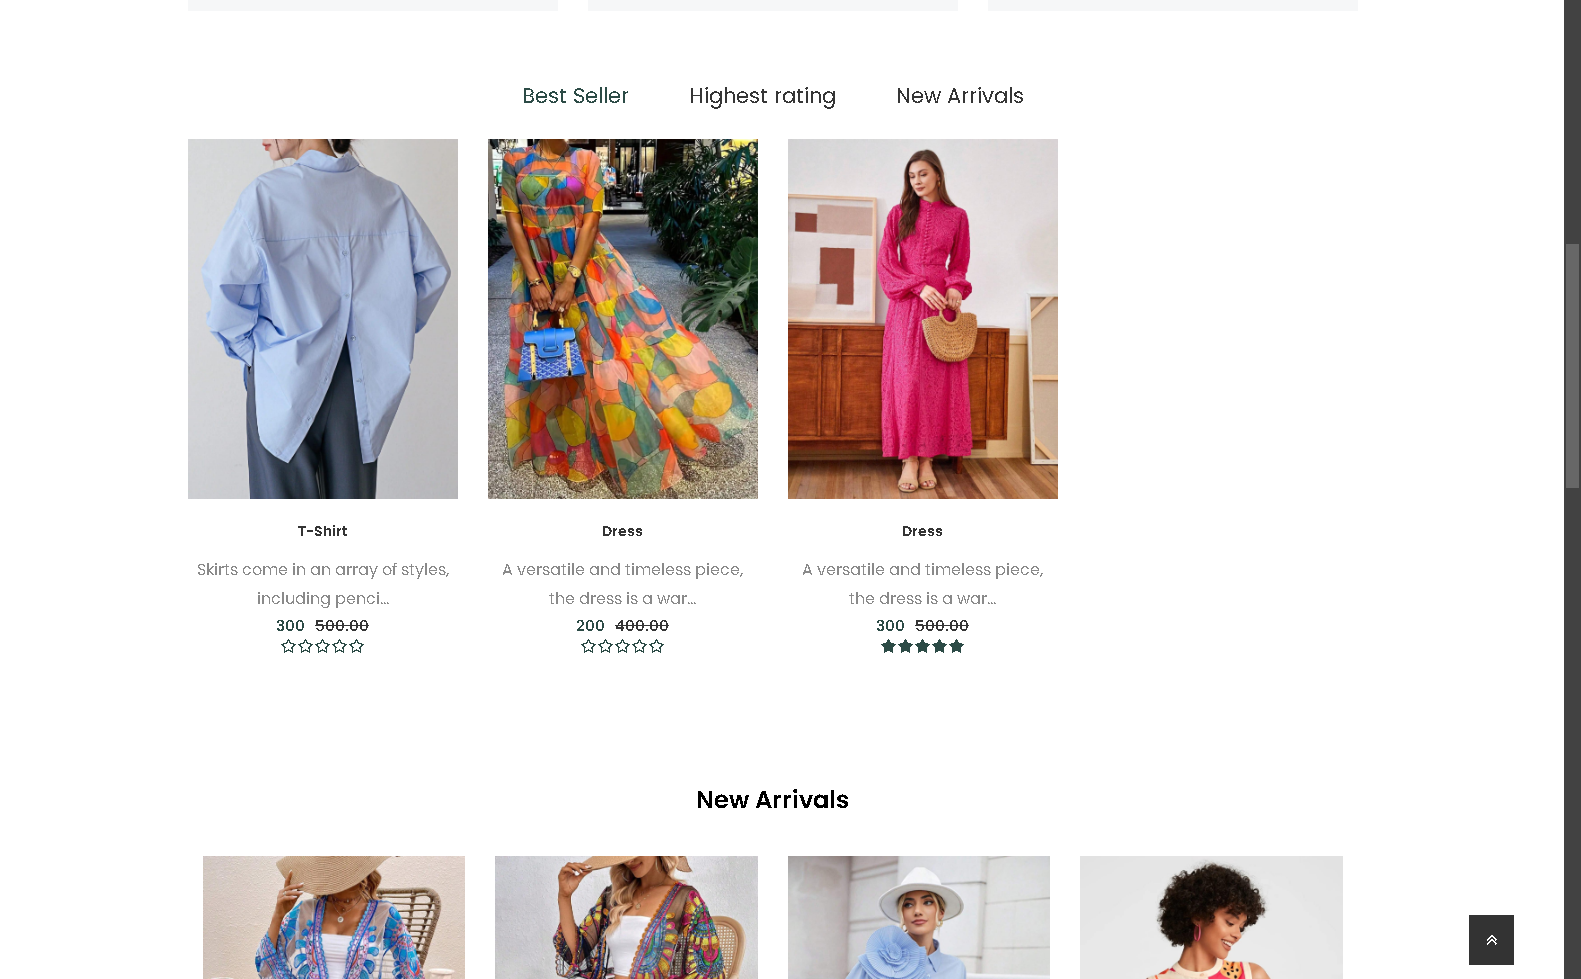 Best Seller
Highest rating
New Arrivals
T-Shirt
Skirts come in an array of styles,
including penci...
300 500.00
Dress
A versatile and timeless piece,
the dress is a war...
200 400.00
Dress
A versatile and timeless piece,
the dress is a war...
300 500.00
New Arrivals